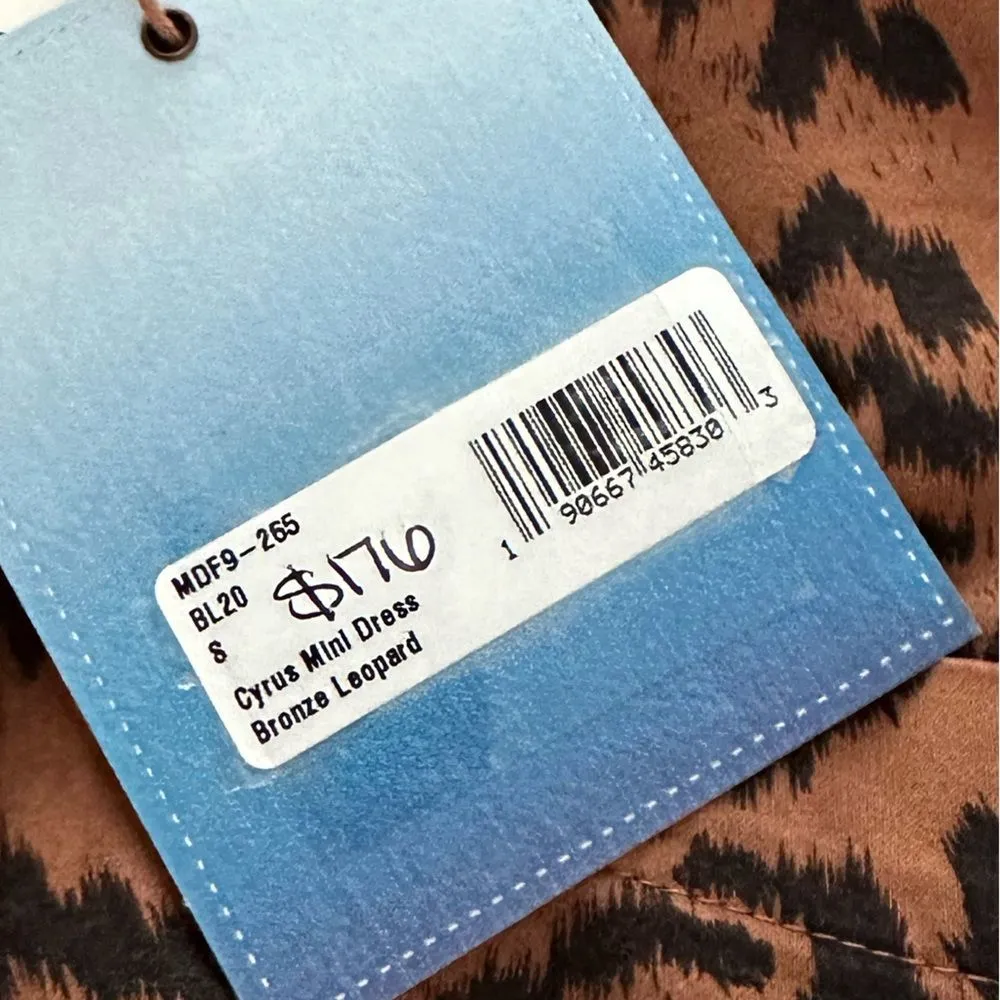 MDF9-265
BL20
S
$176
Cyrus Mini Dress
Bronze Leopard
1 90667 45830 3